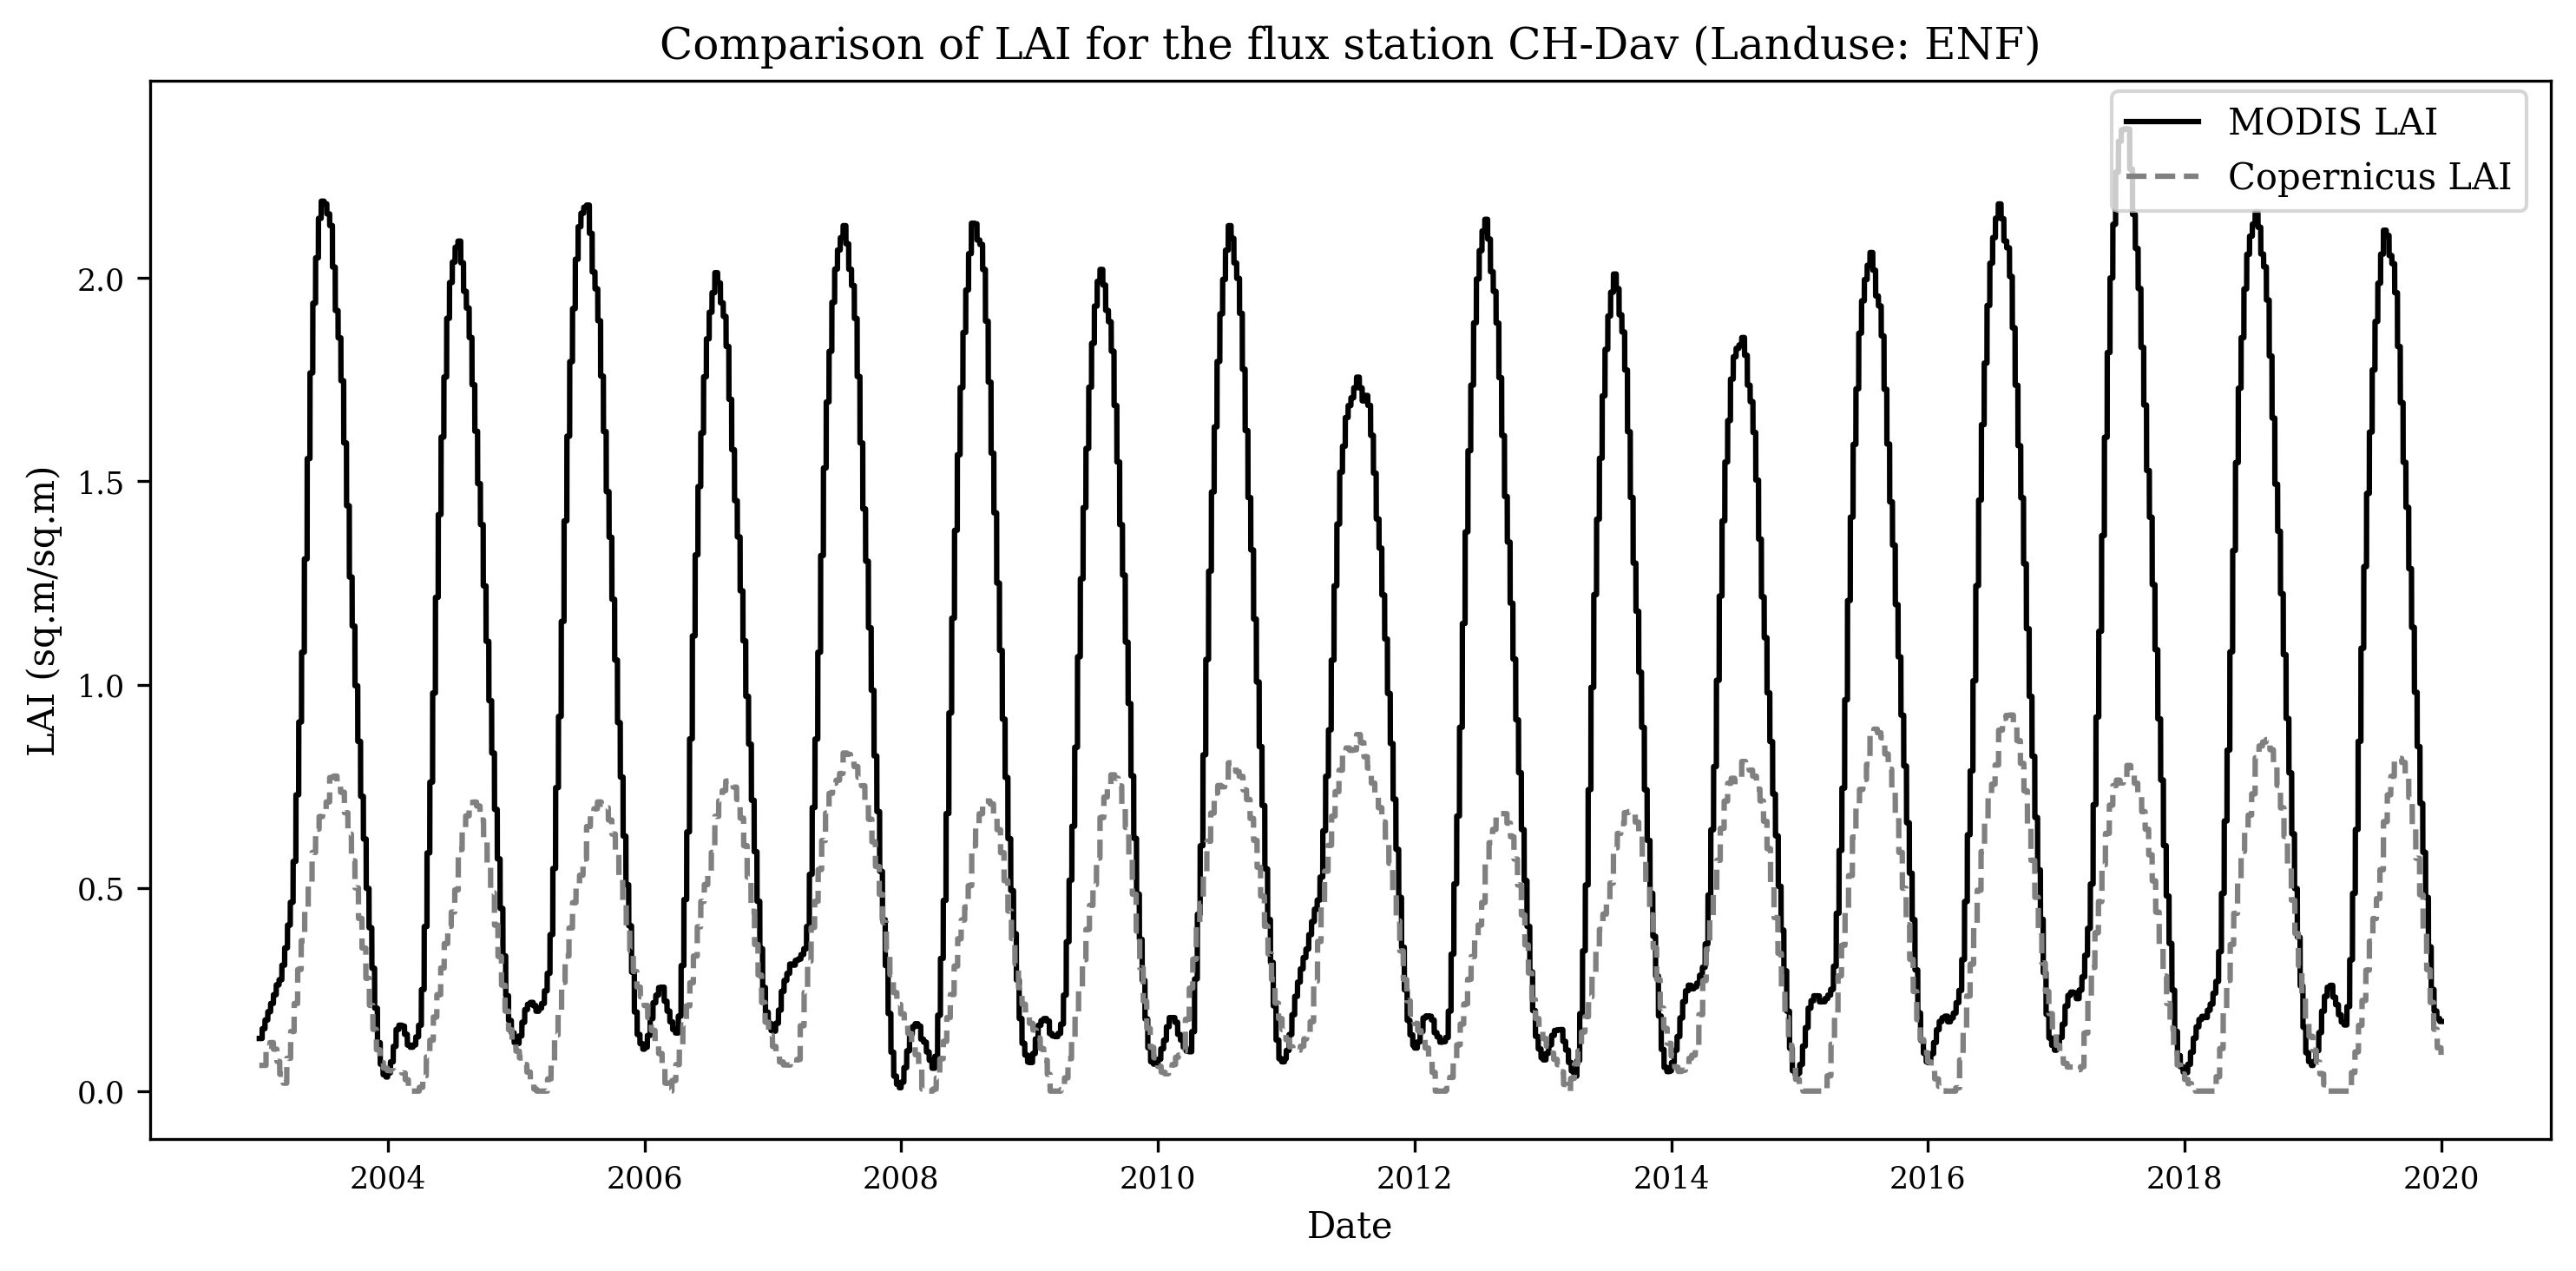 Comparison of LAI for the flux station CH-Dav (Landuse: ENF)
MODIS LAI
Copernicus LAI
LAI (sq.m/sq.m)
2.0
1.5
1.0
0.5
0.0
2004 2006 2008 2010 2012 2014 2016 2018 2020
Date